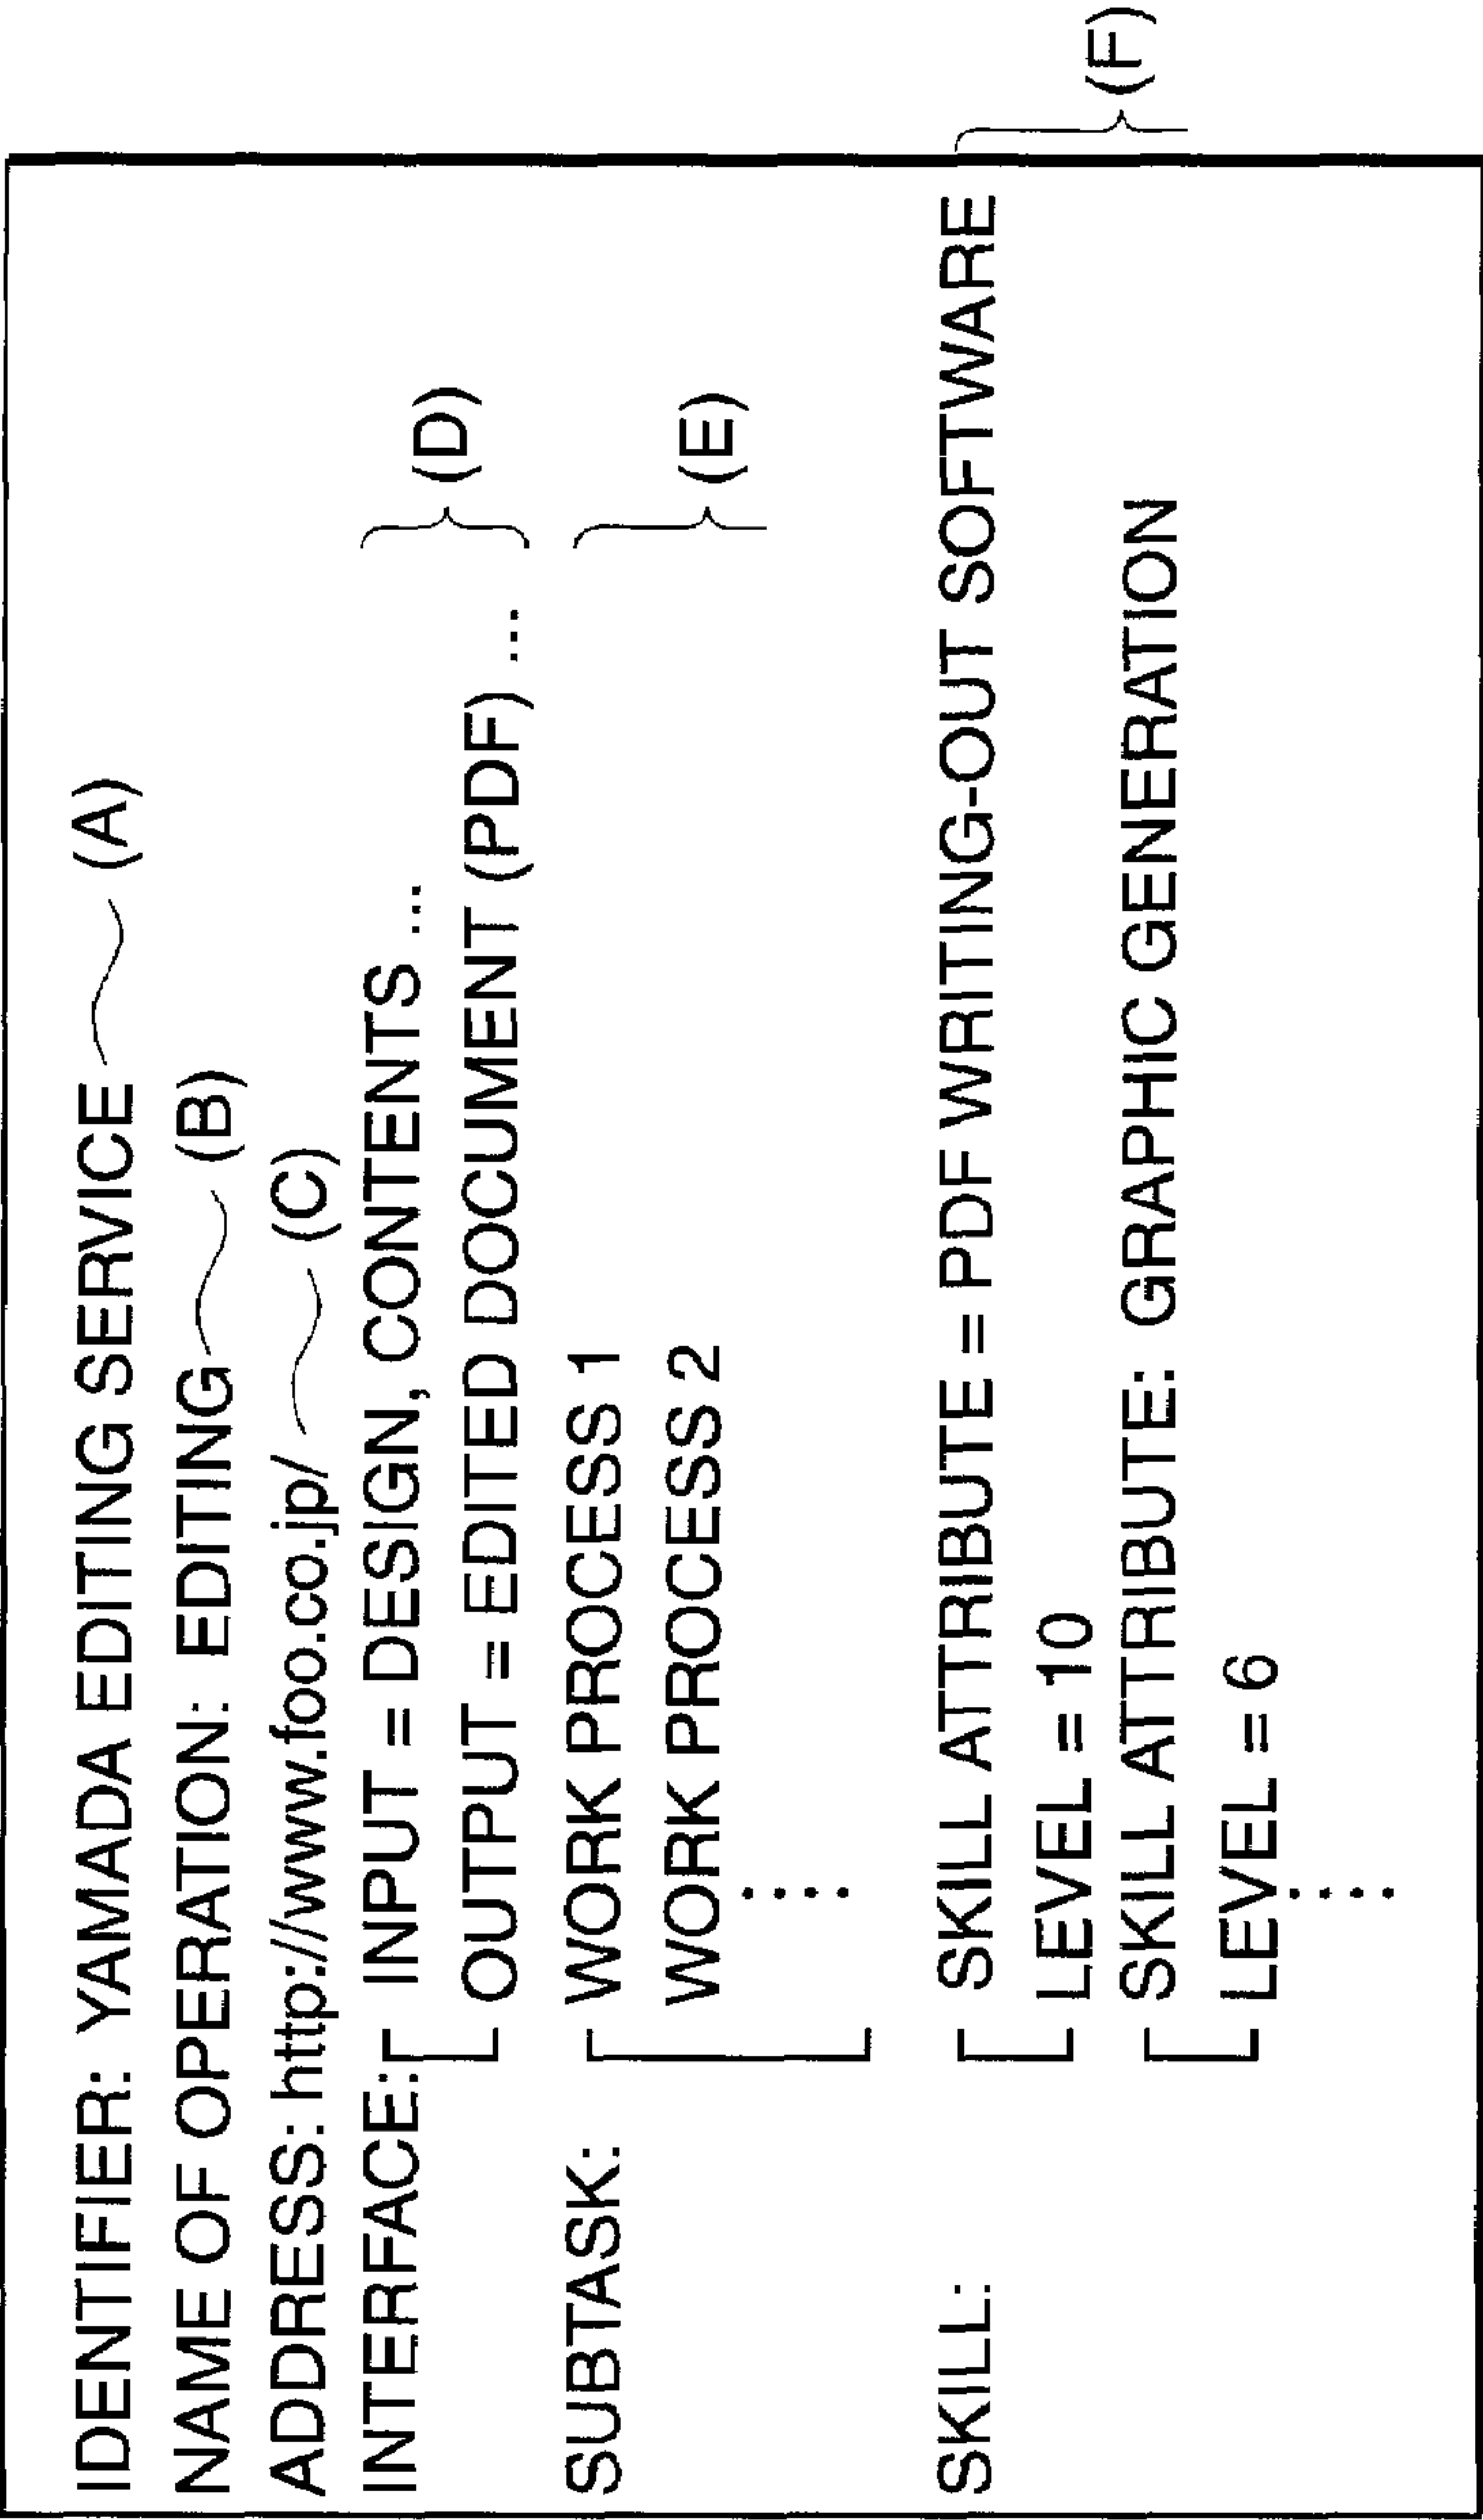 IDENTIFIER: YAMADA EDITING SERVICE (A)
NAME OF OPERATION: EDITING (B)
ADDRESS: http://www.foo.co.jp/ (C)
INTERFACE: INPUT = DESIGN, CONTENTS ...
OUTPUT = EDITED DOCUMENT (PDF) ...
(D)
SUBTASK: WORK PROCESS 1
WORK PROCESS 2
(E)
SKILL: SKILL ATTRIBUTE = PDF WRITING-OUT SOFTWARE
LEVEL = 10
SKILL ATTRIBUTE: GRAPHIC GENERATION
LEVEL = 6
(F)